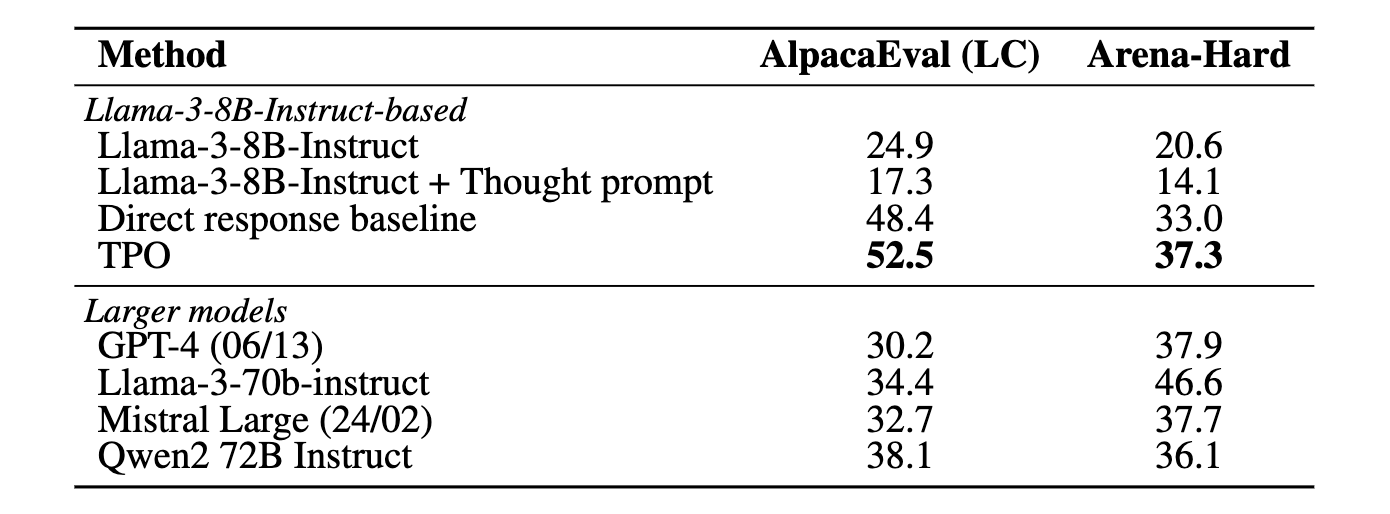 Method AlpacaEval (LC) Arena-Hard
Llama-3-8B-Instruct-based
Llama-3-8B-Instruct 24.9 20.6
Llama-3-8B-Instruct + Thought prompt 17.3 14.1
Direct response baseline 48.4 33.0
TPO 52.5 37.3
Larger models
GPT-4 (06/13) 30.2 37.9
Llama-3-70b-instruct 34.4 46.6
Mistral Large (24/02) 32.7 37.7
Qwen2 72B Instruct 38.1 36.1